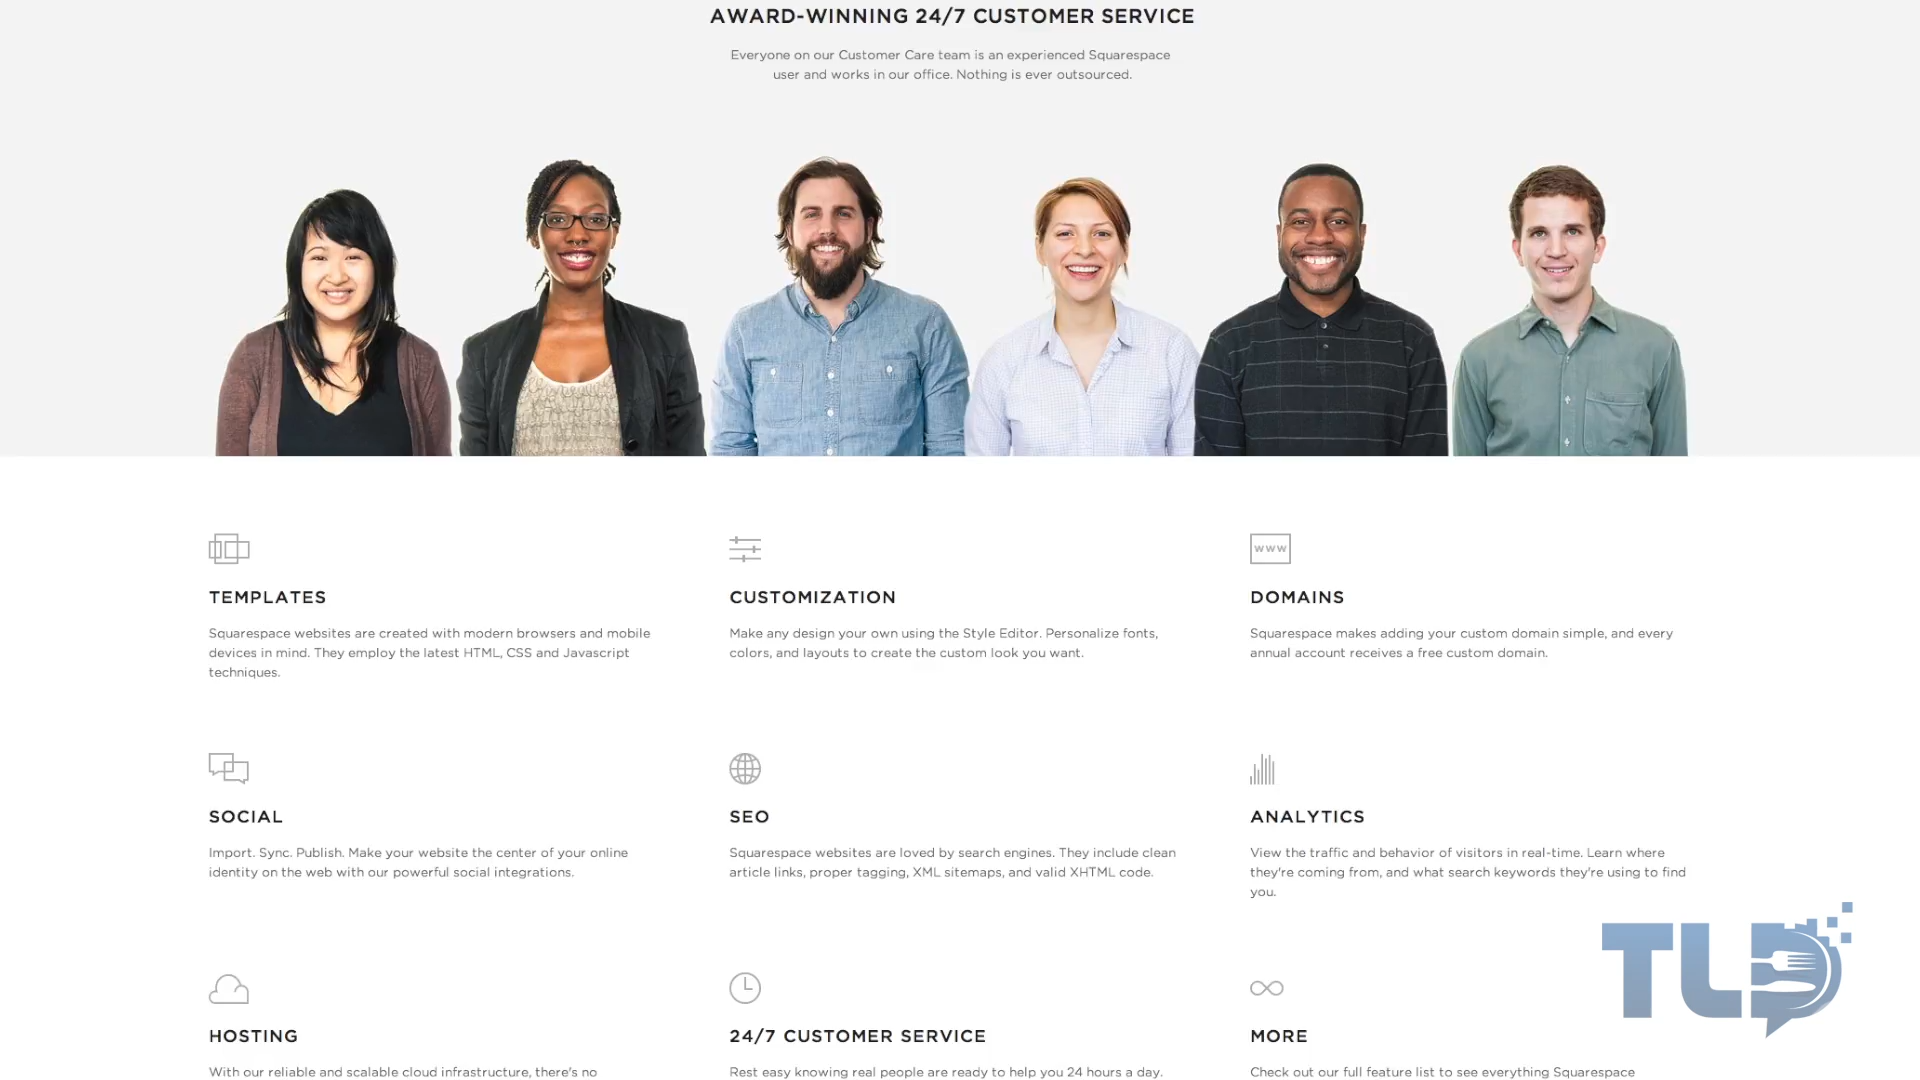 AWARD-WINNING 24/7 CUSTOMER SERVICE
Everyone on our Customer Care team is an experienced Squarespace
user and works in our office. Nothing is ever outsourced.
WWW
TEMPLATES
Squarespace websites are created with modern browsers and mobile
devices in mind. They employ the latest HTML, CSS and Javascript
techniques.
CUSTOMIZATION
Make any design your own using the Style Editor. Personalize fonts,
colors, and layouts to create the custom look you want.
DOMAINS
Squarespace makes adding your custom domain simple, and every
annual account receives a free custom domain.
SOCIAL
Import. Sync. Publish. Make your website the center of your online
identity on the web with our powerful social integrations.
SEO
Squarespace websites are loved by search engines. They include clean
article links, proper tagging, XML sitemaps, and valid XHTML code.
ANALYTICS
View the traffic and behavior of visitors in real-time. Learn where
they're coming from, and what search keywords they're using to find
you.
HOSTING
With our reliable and scalable cloud infrastructure, there's no
24/7 CUSTOMER SERVICE
Rest easy knowing real people are ready to help you 24 hours a day.
MORE
Check out our full feature list to see everything Squarespace
TLD